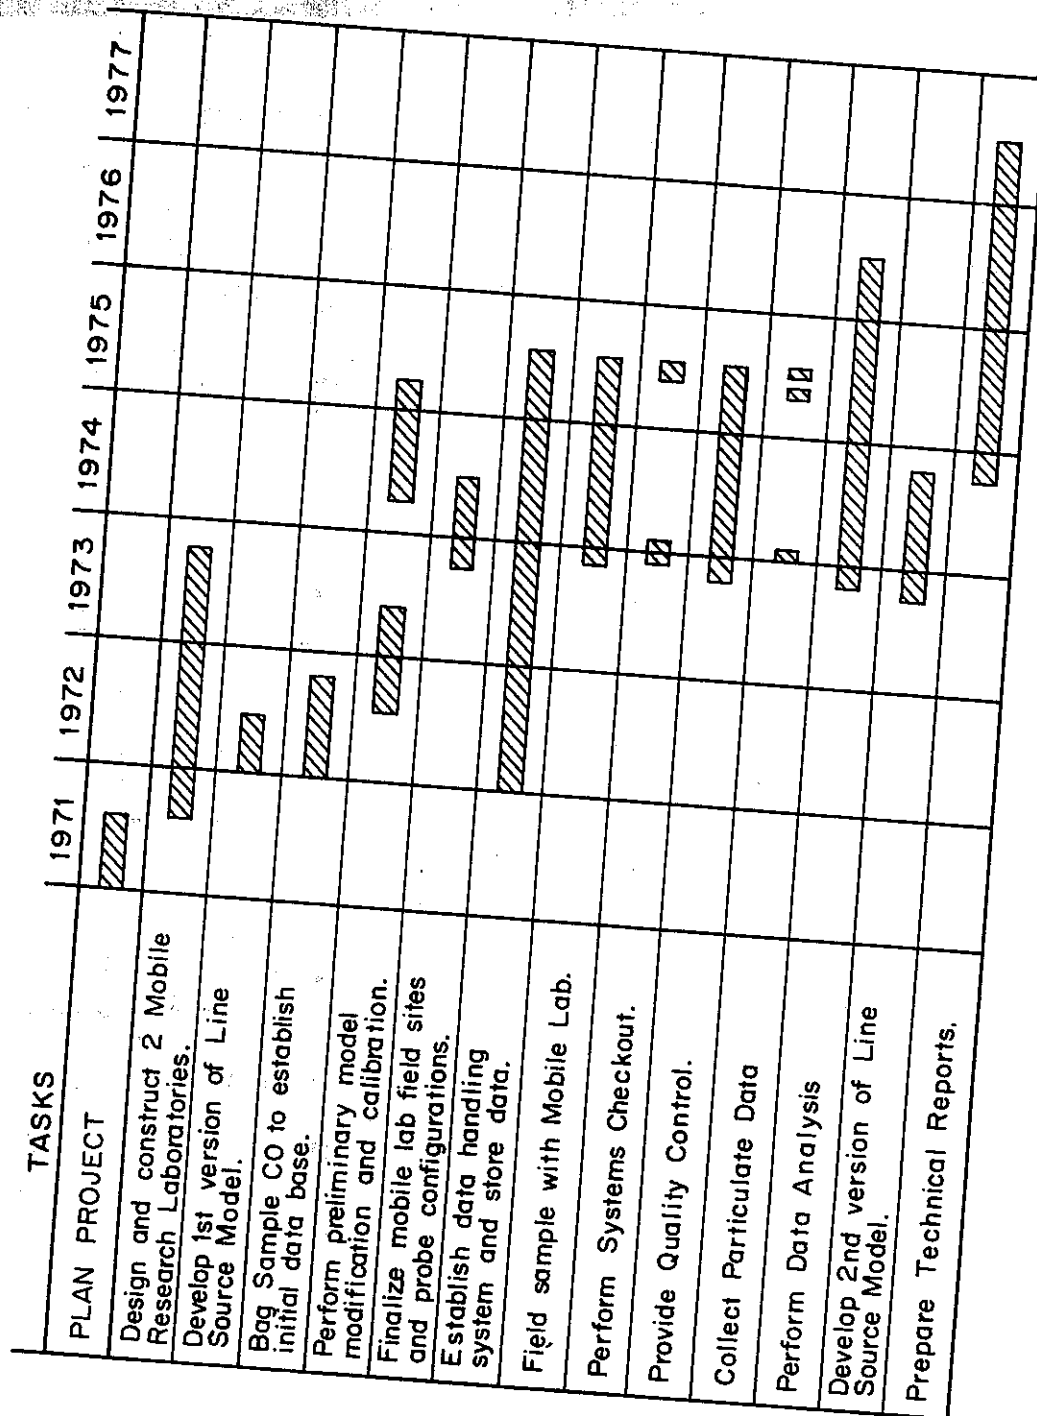 TASKS
1971
1972
1973
1974
1975
1976
1977
PLAN PROJECT
Design and construct 2 Mobile
Research Laboratories.
Develop 1st version of Line
Source Model.
Bag Sample CO to establish
initial data base.
Perform preliminary model
modification and calibration.
Finalize mobile lab field sites
and probe configurations.
Establish data handling
system and store data.
Field sample with Mobile Lab.
Perform Systems Checkout.
Provide Quality Control.
Collect Particulate Data
Perform Data Analysis
Develop 2nd version of Line
Source Model.
Prepare Technical Reports.